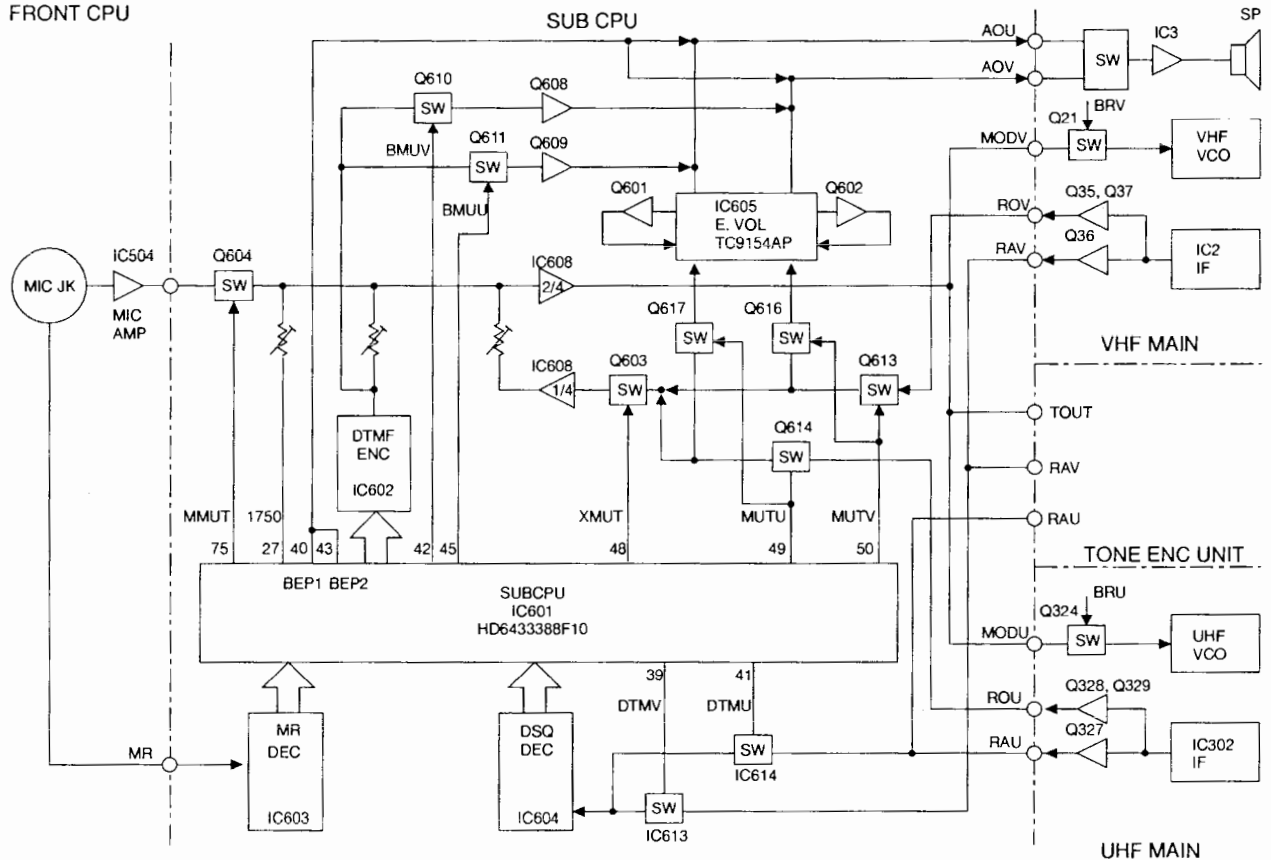 FRONT CPU
SUB CPU
SP
AOU
IC3
SW
AOV
Q610
SW
Q608
Q21
BRV
BMUV
Q611
SW
Q609
MODV
SW
VHF
VCO
BMUU
Q601
IC605
E. VOL
TC9154AP
Q602
ROV
Q35, Q37
RAV
Q36
IC2
IF
MIC JK
IC504
MIC
AMP
Q604
SW
IC608
2/4
Q617
SW
Q616
SW
VHF MAIN
IC608
1/4
Q603
SW
Q613
SW
TOUT
DTMF
ENC
IC602
Q614
SW
RAV
MMUT
1750
XMUT
MUTU
MUTV
RAU
75
27
40
43
42
45
48
49
50
TONE ENC UNIT
BEP1 BEP2
SUBCPU
IC601
HD6433388F10
BRU
Q324
MODU
SW
UHF
VCO
39
41
DTMV
DTMU
ROU
Q328, Q329
MR
MR
DEC
IC603
DSQ
DEC
IC604
SW
IC614
RAU
Q327
IC302
IF
SW
IC613
UHF MAIN